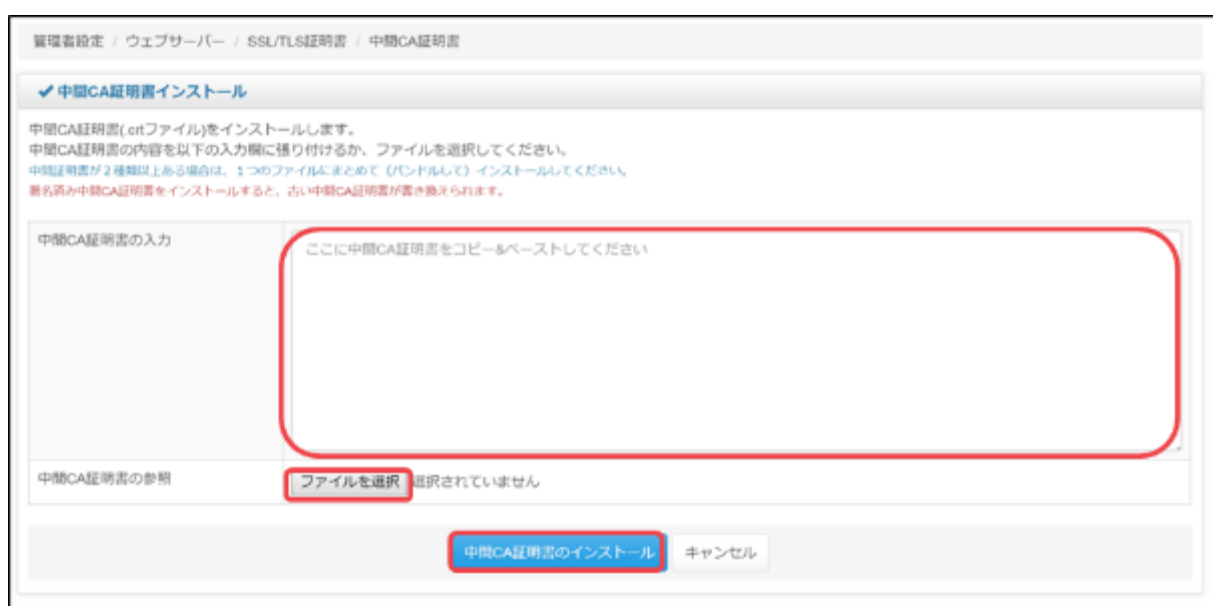 管理者設定 / ウェブサーバー / SSL/TLS証明書 / 中間CA証明書
中間CA証明書インストール
中間CA証明書(.crtファイル)をインストールします。
中間CA証明書の内容を以下の入力欄に張り付けるか、ファイルを選択してください。
中間証明書が２種類以上ある場合は、１つのファイルにまとめて（バンドルして）インストールしてください。
署名済み中間CA証明書をインストールすると、古い中間CA証明書が書き換えられます。
中間CA証明書の入力
ここに中間CA証明書をコピー&ペーストしてください
中間CA証明書の参照
ファイルを選択 選択されていません
中間CA証明書のインストール キャンセル